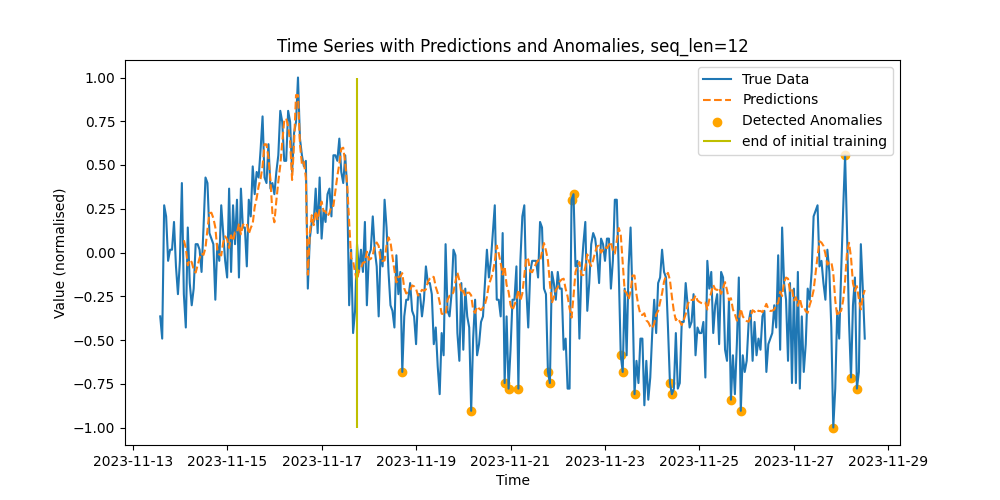 Time Series with Predictions and Anomalies, seq_len=12
True Data
Predictions
Detected Anomalies
end of initial training
Value (normalised)
1.00
0.75
0.50
0.25
0.00
−0.25
−0.50
−0.75
−1.00
2023-11-13 2023-11-15 2023-11-17 2023-11-19 2023-11-21 2023-11-23 2023-11-25 2023-11-27 2023-11-29
Time